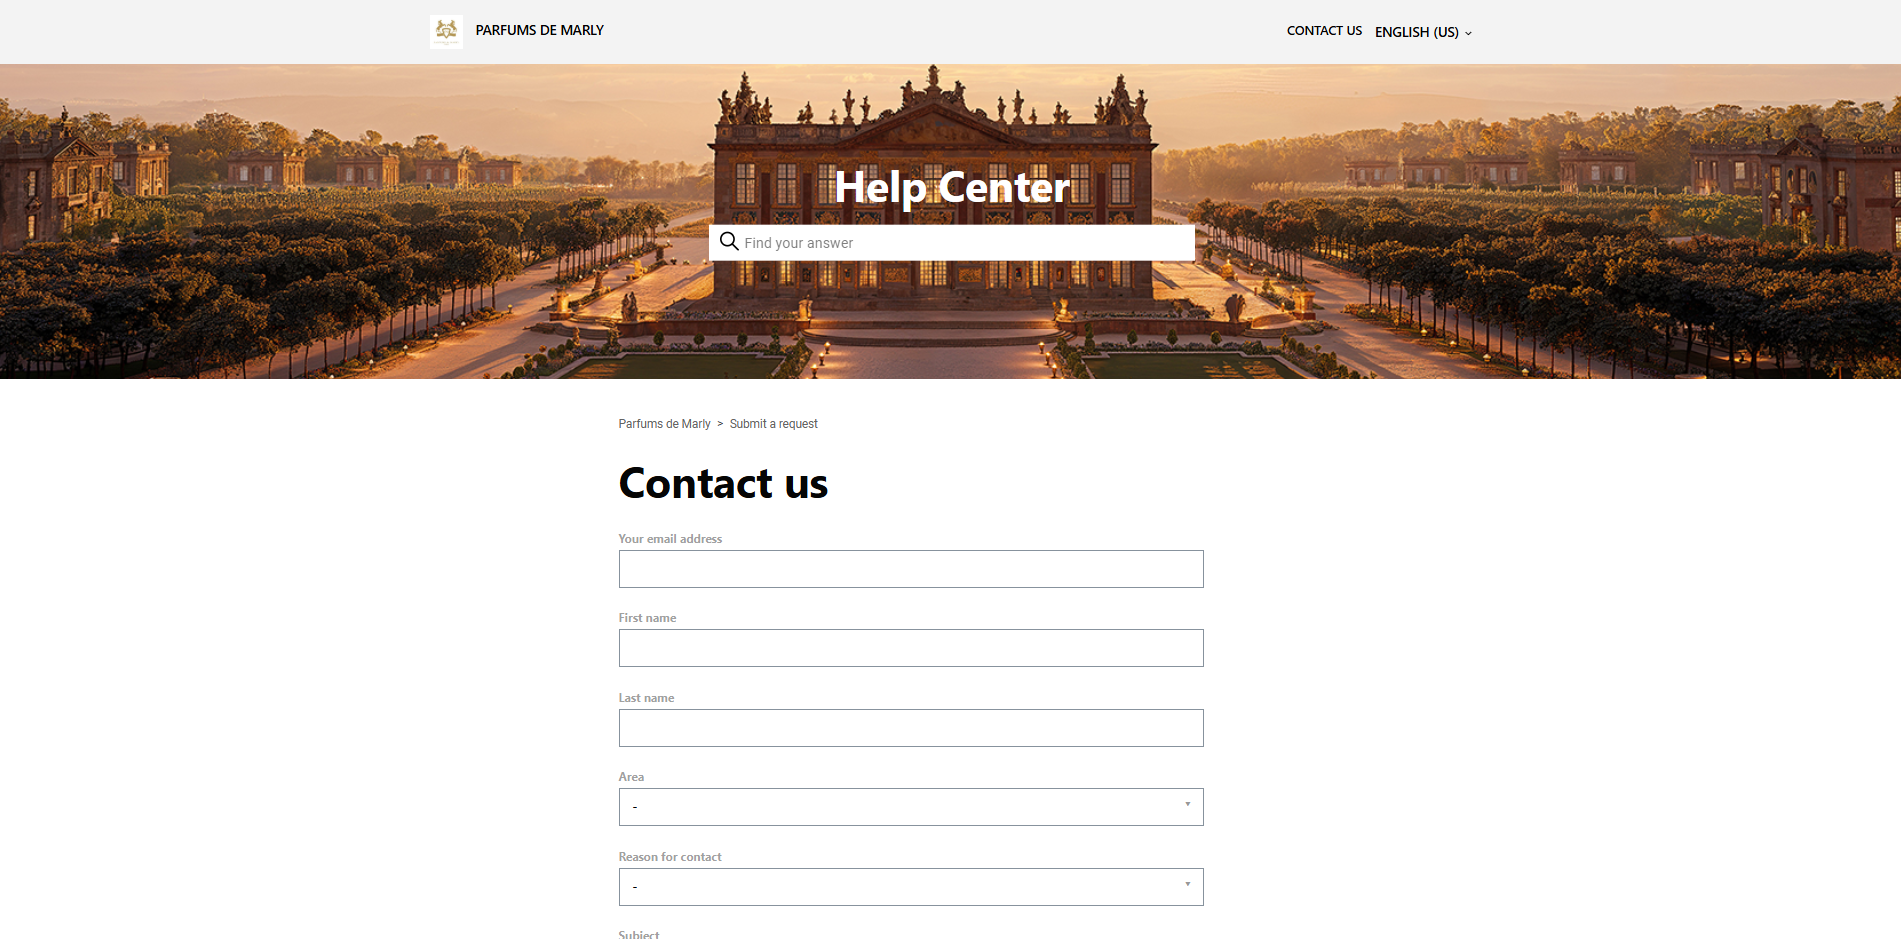 PARFUMS DE MARLY
CONTACT US
ENGLISH (US)
Help Center
Find your answer
Parfums de Marly > Submit a request
Contact us
Your email address
First name
Last name
Area
-
Reason for contact
-
Subject